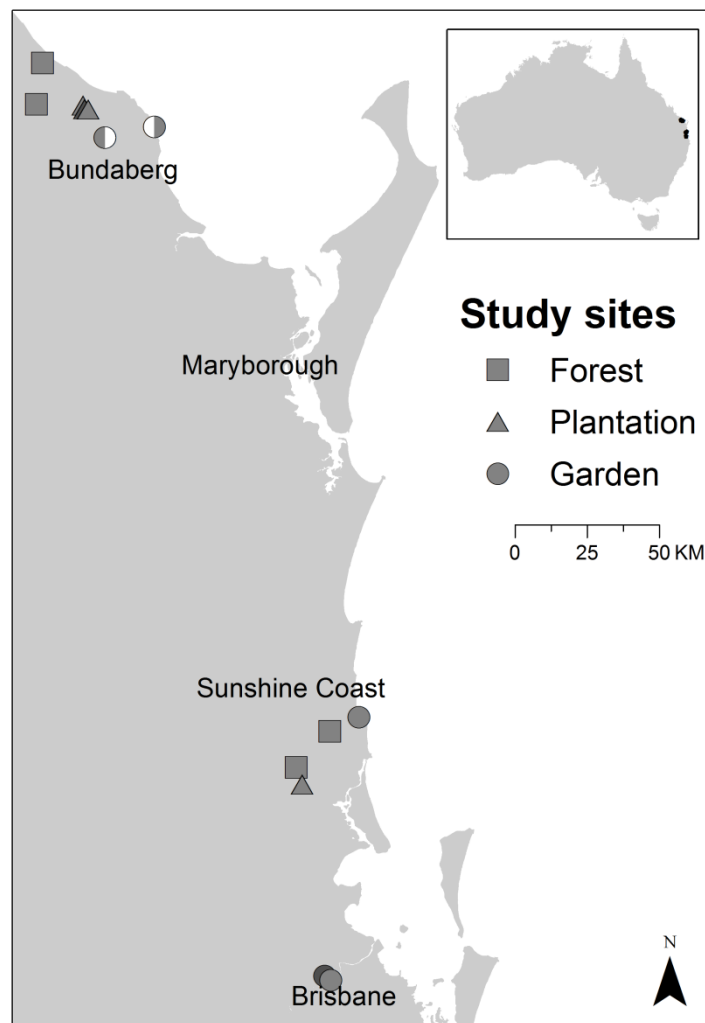 Bundaberg
Maryborough
Study sites
Forest
Plantation
Garden
0 25 50 KM
Sunshine Coast
N
Brisbane